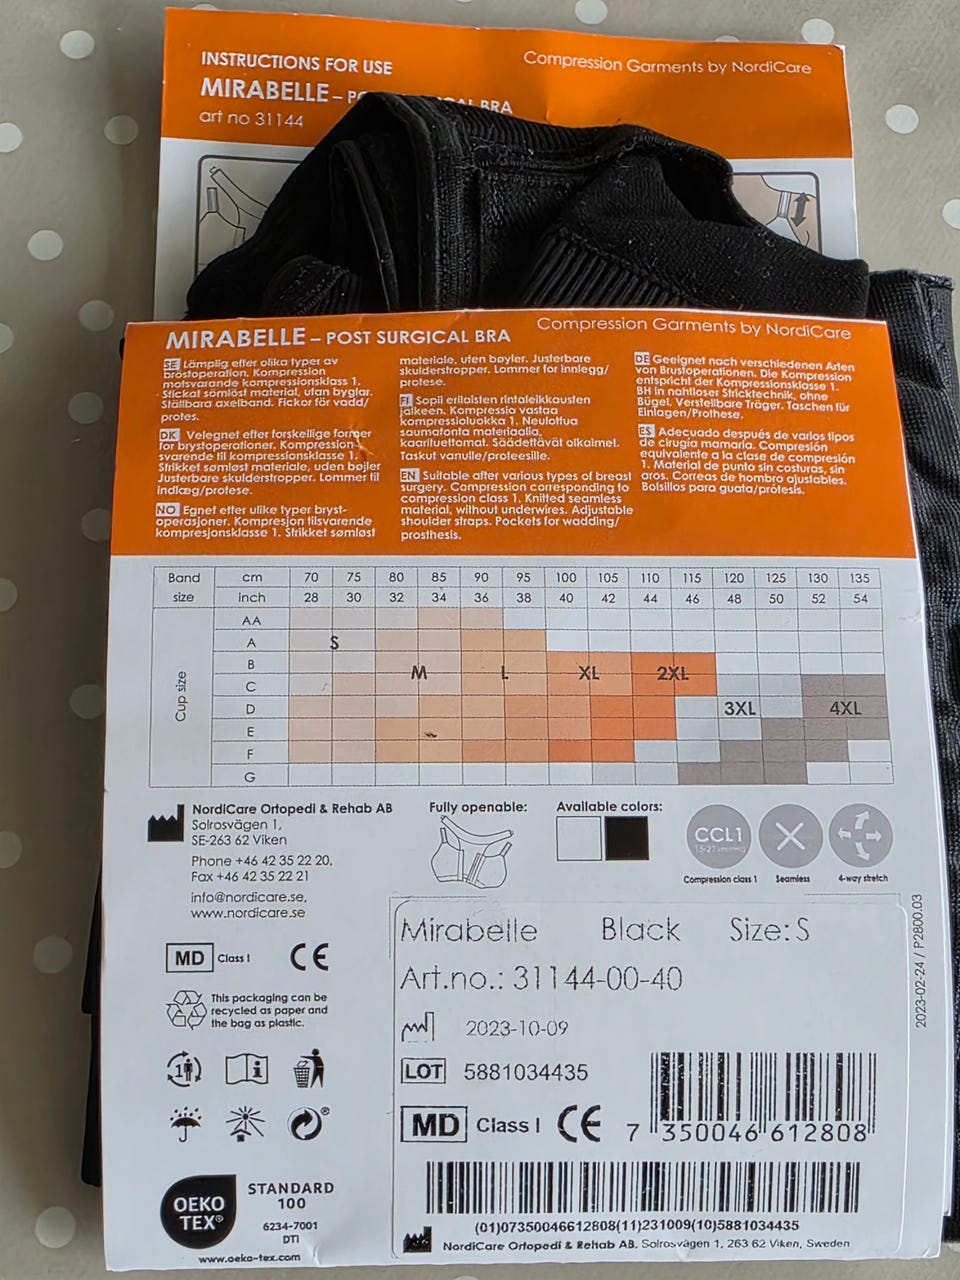 INSTRUCTIONS FOR USE
Compression Garments by NordiCare
MIRABELLE – SURGICAL BRA
art no 31144
MIRABELLE – POST SURGICAL BRA
Compression Garments by NordiCare
SE Lämplig efter olika typer av
bröstoperation. Kompression
motsvarande kompressionsklass 1.
Stickat sömlöst material, utan byglar.
Ställbara axelband. Fickor för vadd/
protes.
DK Velegnet efter forskellige former
for brystoperationer. Kompression
svarende til kompressionsklasse 1.
Strikket sømløst materiale, uden bøjler
Justerbare skulderstropper. Lommer til
indlæg/protese.
NO Egnet efter ulike typer bryst-
operasjoner. Kompresjon tilsvarende
kompresjonsklasse 1. Strikket sømløst
materiale, uten bøyler. Justerbare
skulderstropper. Lommer for innlegg/
protese.
FI Sopii erilaisten rintaleikkausten
jälkeen. Kompressio vastaa
kompressioluokka 1. Neulottua
saumatonta materiaalia,
kaarituettomat. Säädettävät olkaimet.
Taskut vanulle/proteesille.
EN Suitable after various types of breast
surgery. Compression corresponding to
compression class 1. Knitted seamless
material, without underwires. Adjustable
shoulder straps. Pockets for wadding/
prosthesis.
DE Geeignet nach verschiedenen Arten
von Brustoperationen. Die Kompression
entspricht der Kompressionsklasse 1.
BH in nahtloser Stricktechnik, ohne
Bügel. Verstellbare Träger. Taschen für
Einlagen/Prothese.
ES Adecuado después de varios tipos
de cirugía mamaria. Compresión
equivalente a la clase de compresión
1. Material de punto sin costuras, sin
aros. Correas de hombro ajustables.
Bolsillos para guata/prótesis.
Band cm 70 75 80 85 90 95 100 105 110 115 120 125 130 135
size inch 28 30 32 34 36 38 40 42 44 46 48 50 52 54
Cup size
AA
A S
B
M L XL 2XL
C
D 3XL 4XL
E
F
G
NordiCare Ortopedi & Rehab AB
Solrosvägen 1,
SE-263 62 Viken
Phone +46 42 35 22 20,
Fax +46 42 35 22 21
info@nordicare.se,
www.nordicare.se
Fully openable:
Available colors:
CCL1
Compression class 1
Seamless
4-way stretch
MD Class I CE
This packaging can be
recycled as paper and
the bag as plastic.
1
i
OEKO
TEX®
STANDARD
100
6234-7001
DTI
www.oeko-tex.com
Mirabelle Black Size: S
Art.no.: 31144-00-40
2023-10-09
LOT 5881034435
MD Class I CE
7 350046 612808
(01)07350046612808(11)231009(10)5881034435
NordiCare Ortopedi & Rehab AB, Solrosvägen 1, 263 62 Viken, Sweden
2023-02-24 / P2800.03